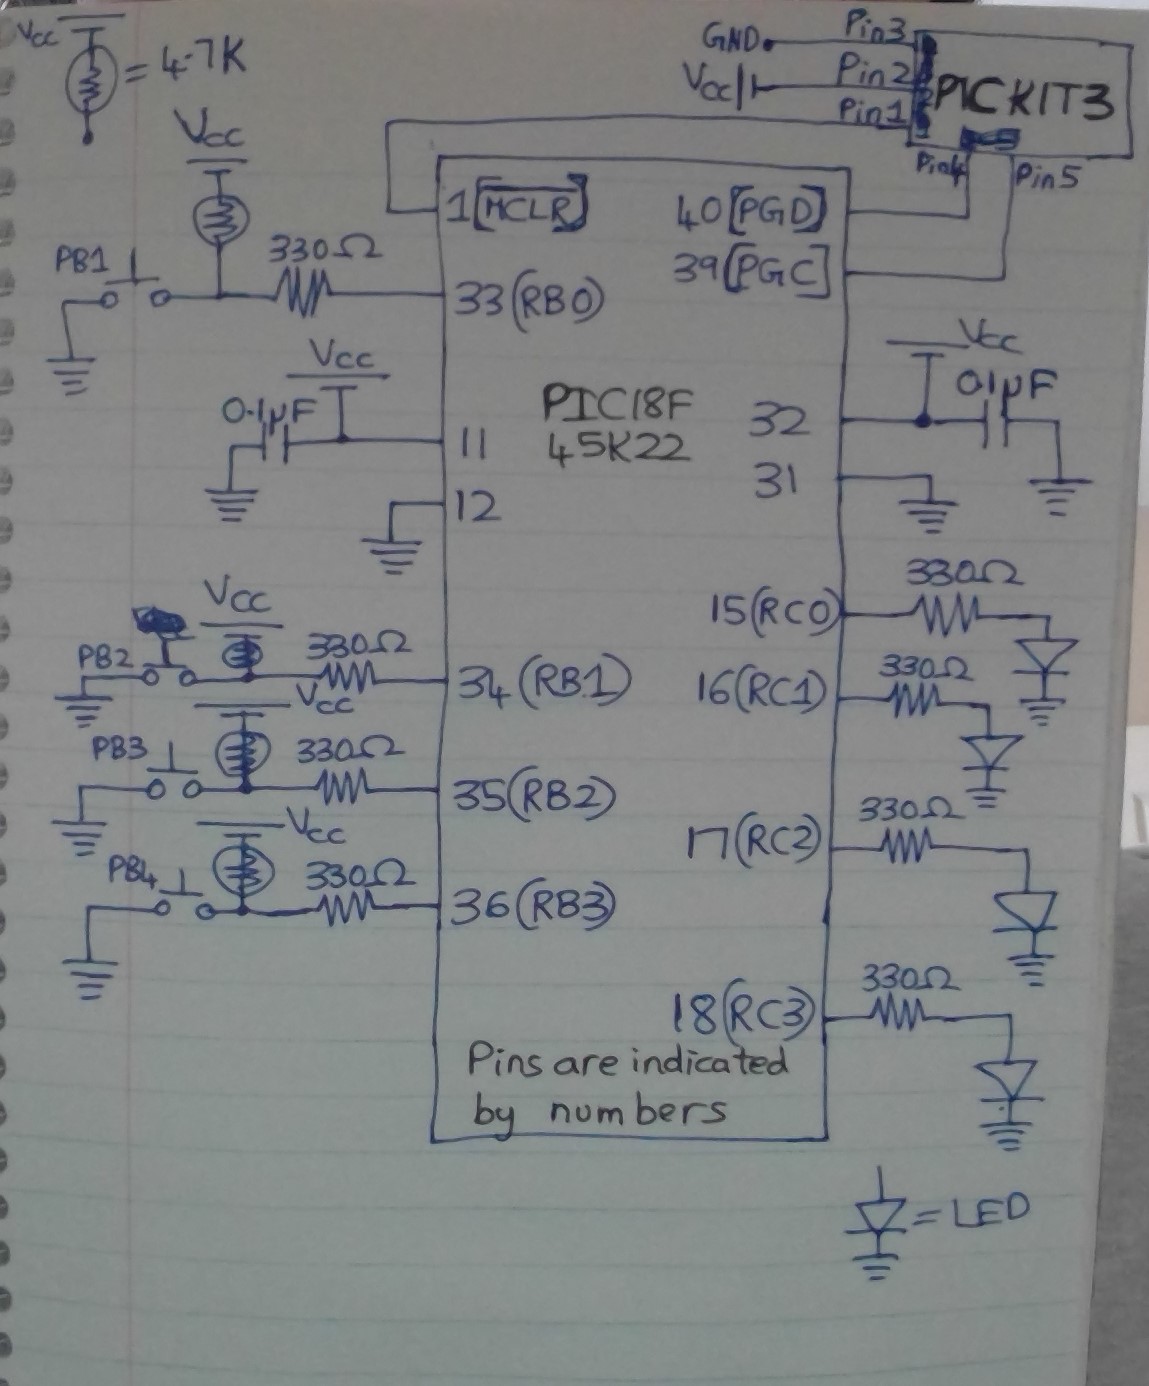 Vcc
= 4.7K
GND
Pin3
Vcc
Pin2
Pin1
PICKIT3
Pin4
Pin5
Vcc
1[MCLR]
40[PGD]
39[PGC]
PB1
330Ω
33(RB0)
Vcc
0.1μF
11
12
PIC18F
45K22
Vcc
32
0.1μF
31
Vcc
PB2
330Ω
34(RB1)
Vcc
PB3
330Ω
35(RB2)
Vcc
PB4
330Ω
36(RB3)
15(RC0)
330Ω
16(RC1)
330Ω
17(RC2)
330Ω
18(RC3)
330Ω
Pins are indicated
by numbers
= LED